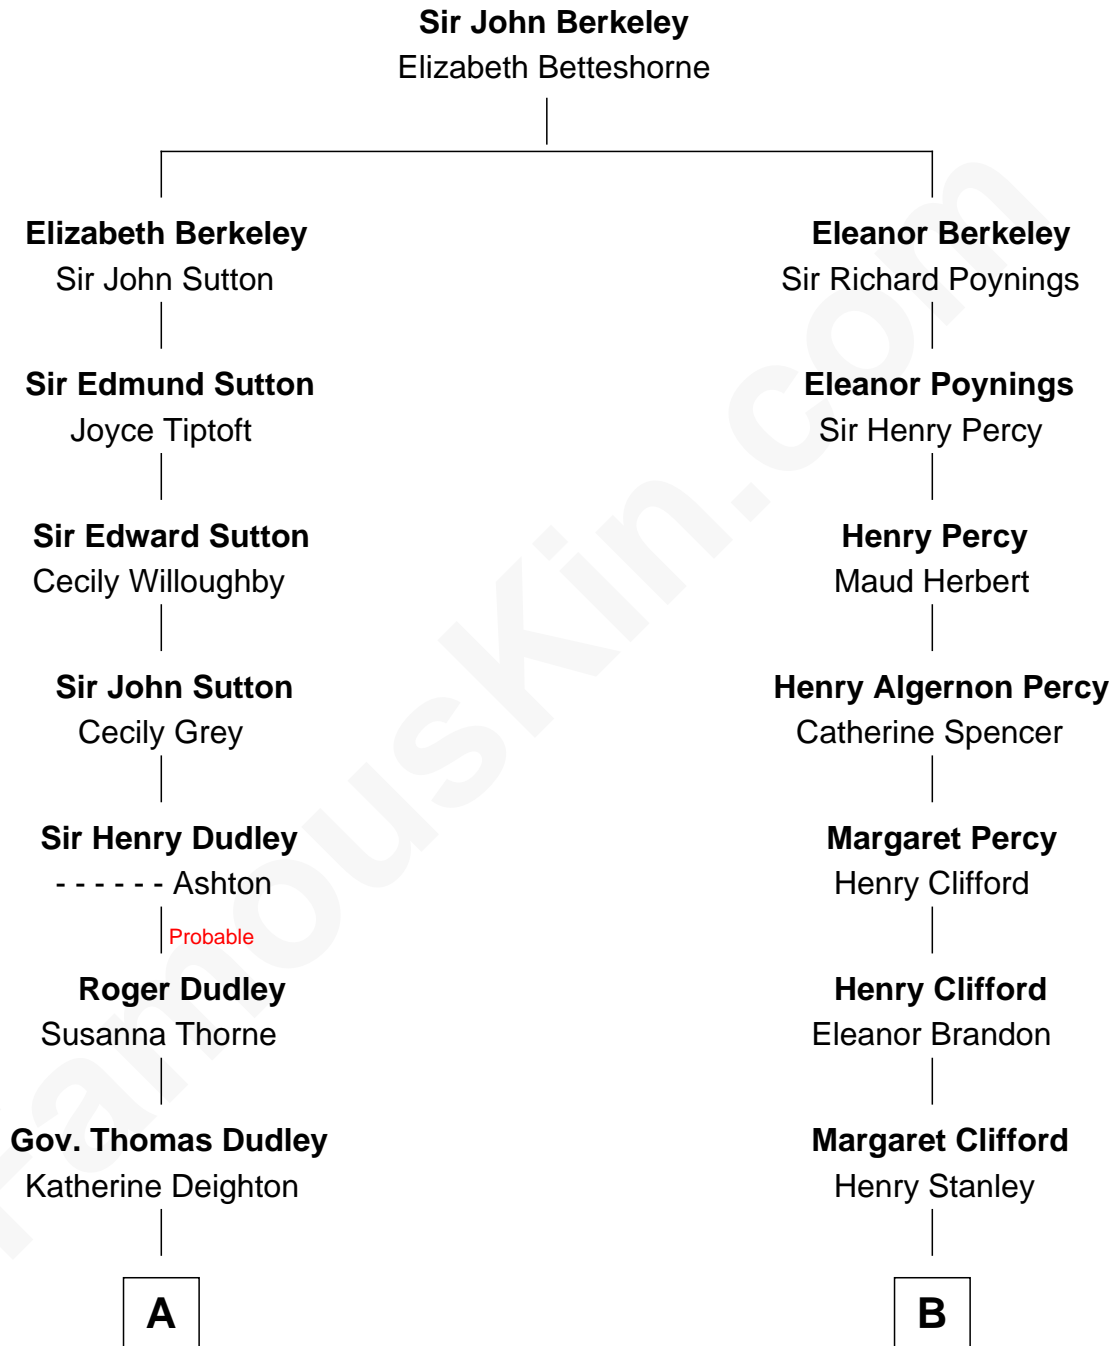 Sir John Berkeley
Elizabeth Betteshorne
Elizabeth Berkeley
Sir John Sutton
Eleanor Berkeley
Sir Richard Poynings
Sir Edmund Sutton
Joyce Tiptoft
Eleanor Poynings
Sir Henry Percy
Sir Edward Sutton
Cecily Willoughby
Henry Percy
Maud Herbert
Sir John Sutton
Cecily Grey
Henry Algernon Percy
Catherine Spencer
Sir Henry Dudley
- - - - - - Ashton
Margaret Percy
Henry Clifford
Probable
Roger Dudley
Susanna Thorne
Henry Clifford
Eleanor Brandon
Gov. Thomas Dudley
Katherine Deighton
Margaret Clifford
Henry Stanley
A
B
FamousKin.com